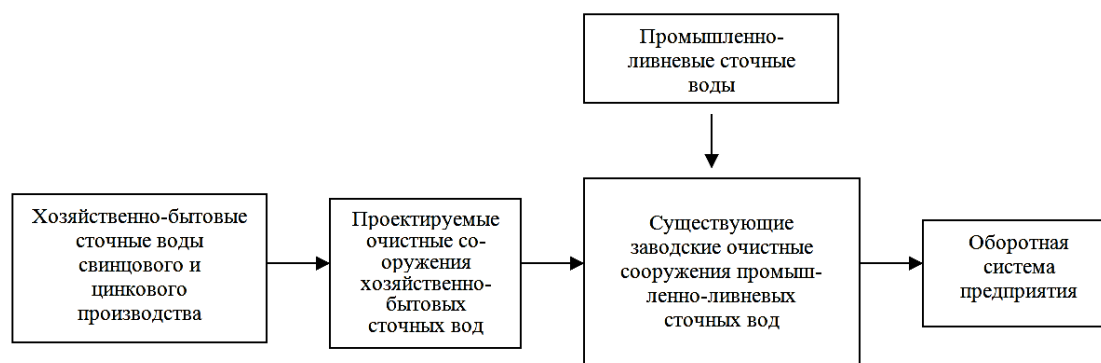 Промышленно-
ливневые сточные
воды
Хозяйственно-бытовые
сточные воды
свинцового и
цинкового
производства
Проектируемые
очистные со-
оружения
хозяйственно-
бытовых
сточных вод
Существующие
заводские очистные
сооружения промыш-
ленно-ливневых
сточных вод
Оборотная
система
предприятия